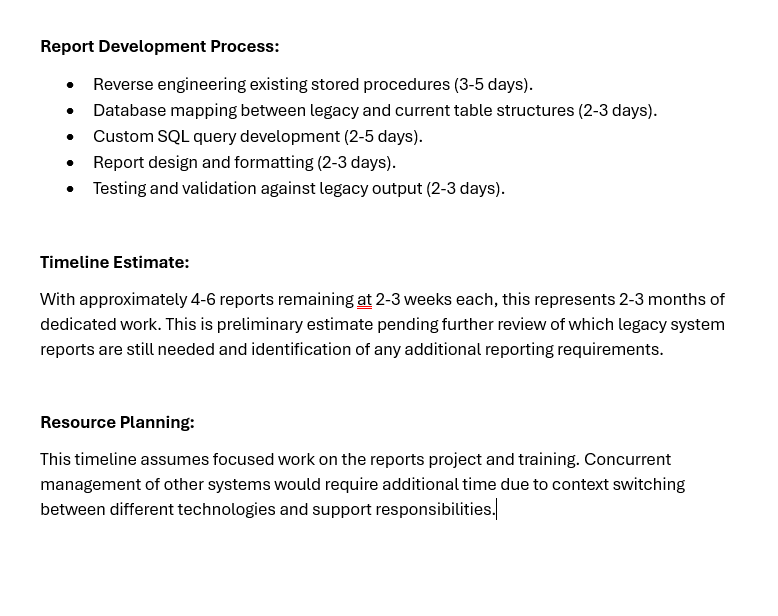 Report Development Process:
• Reverse engineering existing stored procedures (3-5 days).
• Database mapping between legacy and current table structures (2-3 days).
• Custom SQL query development (2-5 days).
• Report design and formatting (2-3 days).
• Testing and validation against legacy output (2-3 days).
Timeline Estimate:
With approximately 4-6 reports remaining at 2-3 weeks each, this represents 2-3 months of
dedicated work. This is preliminary estimate pending further review of which legacy system
reports are still needed and identification of any additional reporting requirements.
Resource Planning:
This timeline assumes focused work on the reports project and training. Concurrent
management of other systems would require additional time due to context switching
between different technologies and support responsibilities.